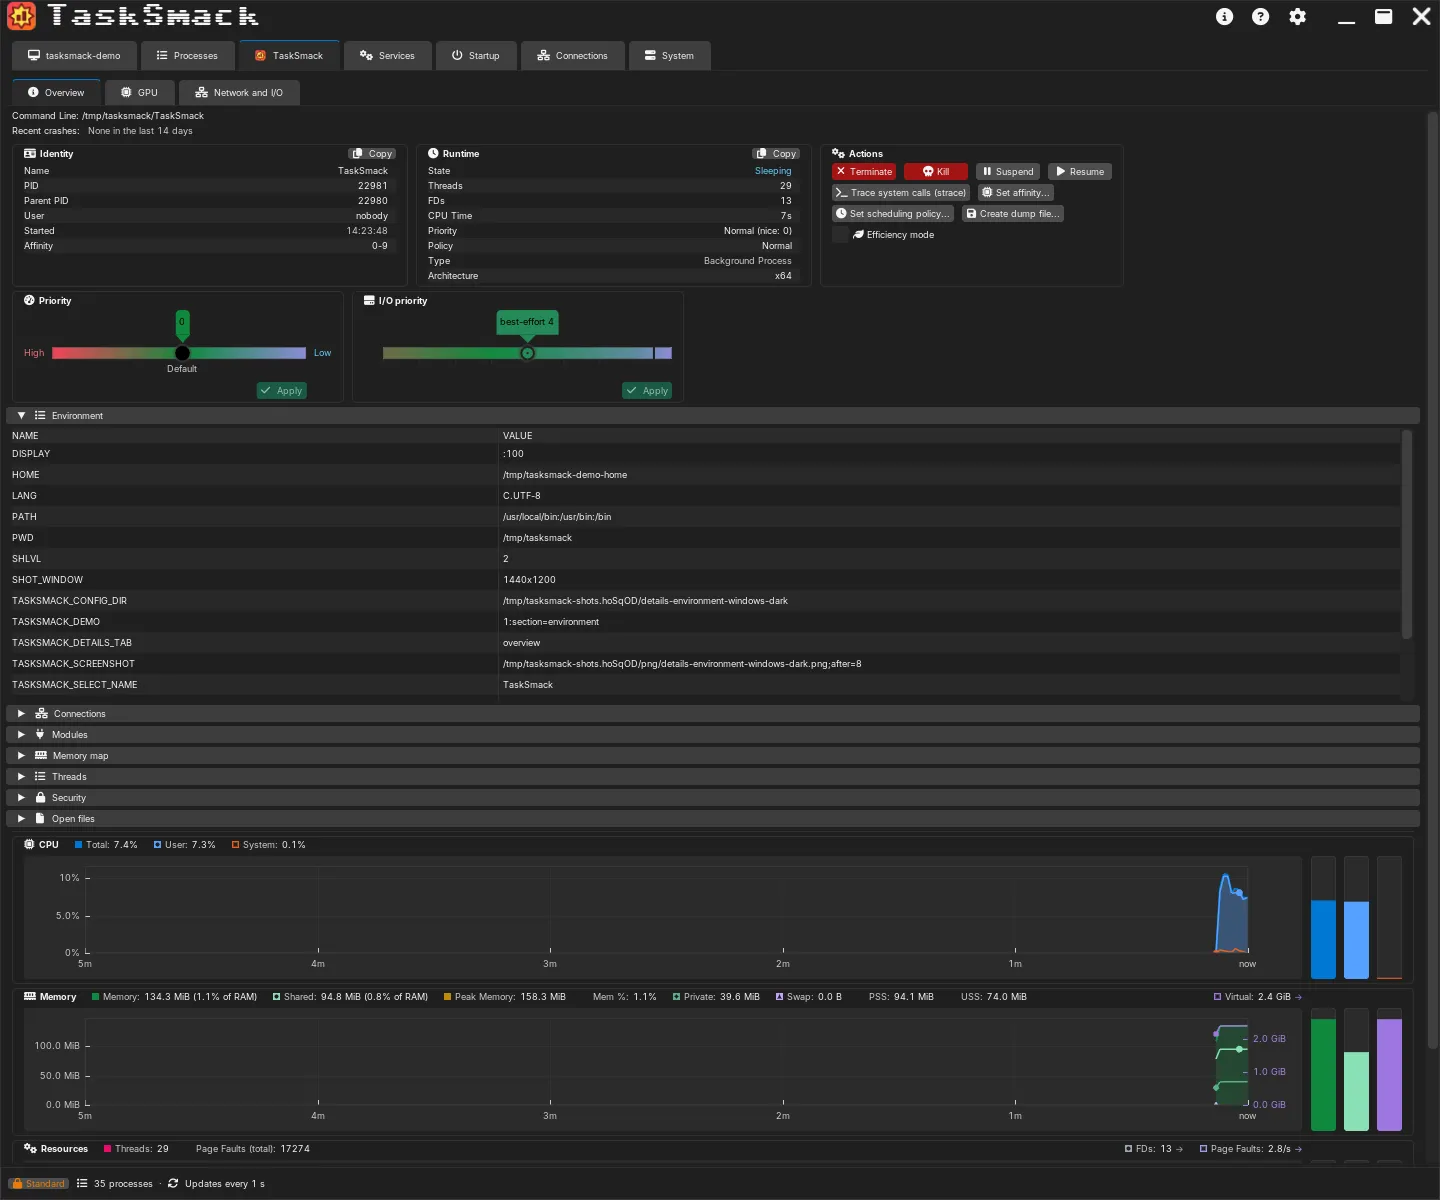 TaskSmack
tasksmack-demo Processes TaskSmack Services Startup Connections System
Overview GPU Network and I/O
Command Line: /tmp/tasksmack/TaskSmack
Recent crashes: None in the last 14 days
Identity Copy
Name TaskSmack
PID 22981
Parent PID 22980
User nobody
Started 14:23:48
Affinity 0-9
Runtime Copy
State Sleeping
Threads 29
FDs 13
CPU Time 7s
Priority Normal (nice: 0)
Policy Normal
Type Background Process
Architecture x64
Actions
Terminate Kill Suspend Resume
Trace system calls (strace) Set affinity...
Set scheduling policy... Create dump file...
Efficiency mode
Priority
0
High Low
Default
Apply
I/O priority
best-effort 4
Apply
Environment
NAME VALUE
DISPLAY :100
HOME /tmp/tasksmack-demo-home
LANG C.UTF-8
PATH /usr/local/bin:/usr/bin:/bin
PWD /tmp/tasksmack
SHLVL 2
SHOT_WINDOW 1440x1200
TASKSMACK_CONFIG_DIR /tmp/tasksmack-shots.hoSqOD/details-environment-windows-dark
TASKSMACK_DEMO 1:section=environment
TASKSMACK_DETAILS_TAB overview
TASKSMACK_SCREENSHOT /tmp/tasksmack-shots.hoSqOD/png/details-environment-windows-dark.png;after=8
TASKSMACK_SELECT_NAME TaskSmack
Connections
Modules
Memory map
Threads
Security
Open files
CPU Total: 7.4% User: 7.3% System: 0.1%
10%
5.0%
0%
5m 4m 3m 2m 1m now
Memory Memory: 134.3 MiB (1.1% of RAM) Shared: 94.8 MiB (0.8% of RAM) Peak Memory: 158.3 MiB Mem %: 1.1% Private: 39.6 MiB Swap: 0.0 B PSS: 94.1 MiB USS: 74.0 MiB Virtual: 2.4 GiB →
100.0 MiB 2.0 GiB
50.0 MiB 1.0 GiB
0.0 MiB 0.0 GiB
5m 4m 3m 2m 1m now
Resources Threads: 29 Page Faults (total): 17274 FDs: 13 → Page Faults: 2.8/s →
Standard 35 processes · Updates every 1 s